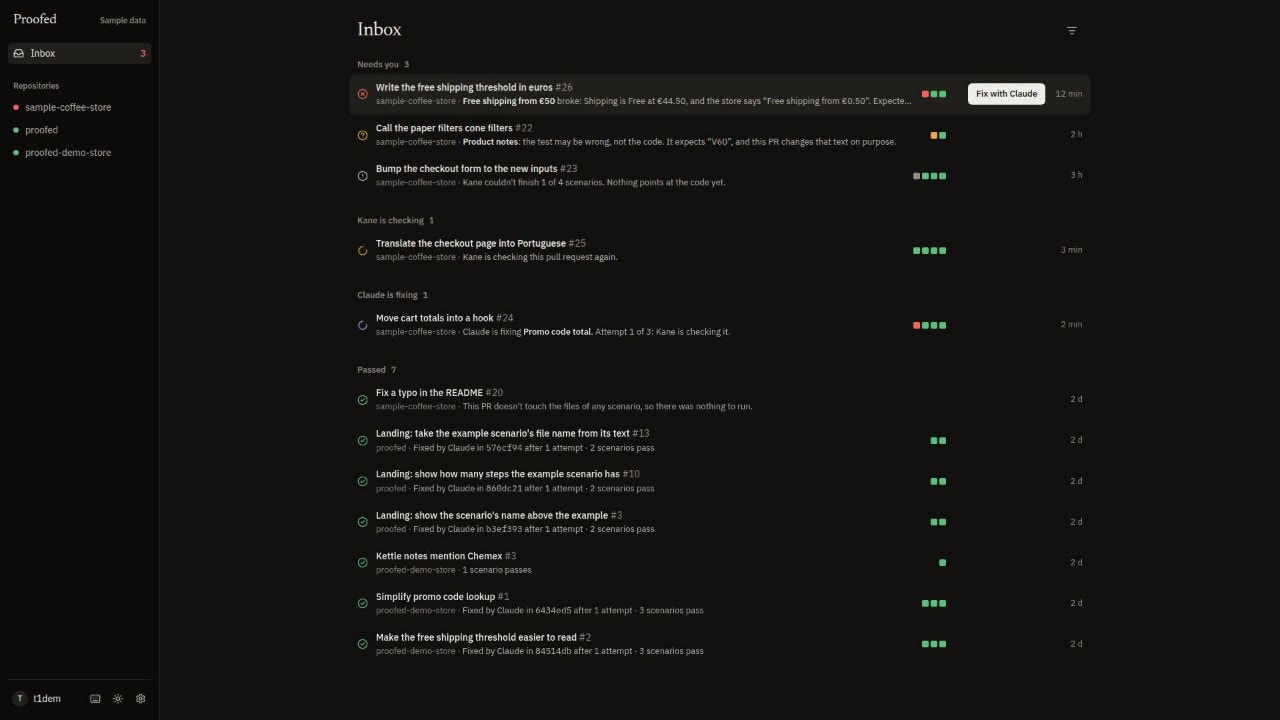 Proofed
Sample data
Inbox
3
Repositories
sample-coffee-store
proofed
proofed-demo-store
T
t1dem
Inbox
Needs you 3
Write the free shipping threshold in euros #26
sample-coffee-store · Free shipping from €50 broke: Shipping is Free at €44.50, and the store says “Free shipping from €0.50”. Expecte...
Fix with Claude
12 min
Call the paper filters cone filters #22
sample-coffee-store · Product notes: the test may be wrong, not the code. It expects “V60”, and this PR changes that text on purpose.
2 h
Bump the checkout form to the new inputs #23
sample-coffee-store · Kane couldn't finish 1 of 4 scenarios. Nothing points at the code yet.
3 h
Kane is checking 1
Translate the checkout page into Portuguese #25
sample-coffee-store · Kane is checking this pull request again.
3 min
Claude is fixing 1
Move cart totals into a hook #24
sample-coffee-store · Claude is fixing Promo code total. Attempt 1 of 3: Kane is checking it.
2 min
Passed 7
Fix a typo in the README #20
sample-coffee-store · This PR doesn't touch the files of any scenario, so there was nothing to run.
2 d
Landing: take the example scenario's file name from its text #13
proofed · Fixed by Claude in 576cf94 after 1 attempt · 2 scenarios pass
2 d
Landing: show how many steps the example scenario has #10
proofed · Fixed by Claude in 860dc21 after 1 attempt · 2 scenarios pass
2 d
Landing: show the scenario's name above the example #3
proofed · Fixed by Claude in b3ef393 after 1 attempt · 2 scenarios pass
2 d
Kettle notes mention Chemex #3
proofed-demo-store · 1 scenario passes
2 d
Simplify promo code lookup #1
proofed-demo-store · Fixed by Claude in 6434ed5 after 1 attempt · 3 scenarios pass
2 d
Make the free shipping threshold easier to read #2
proofed-demo-store · Fixed by Claude in 84514db after 1 attempt · 3 scenarios pass
2 d